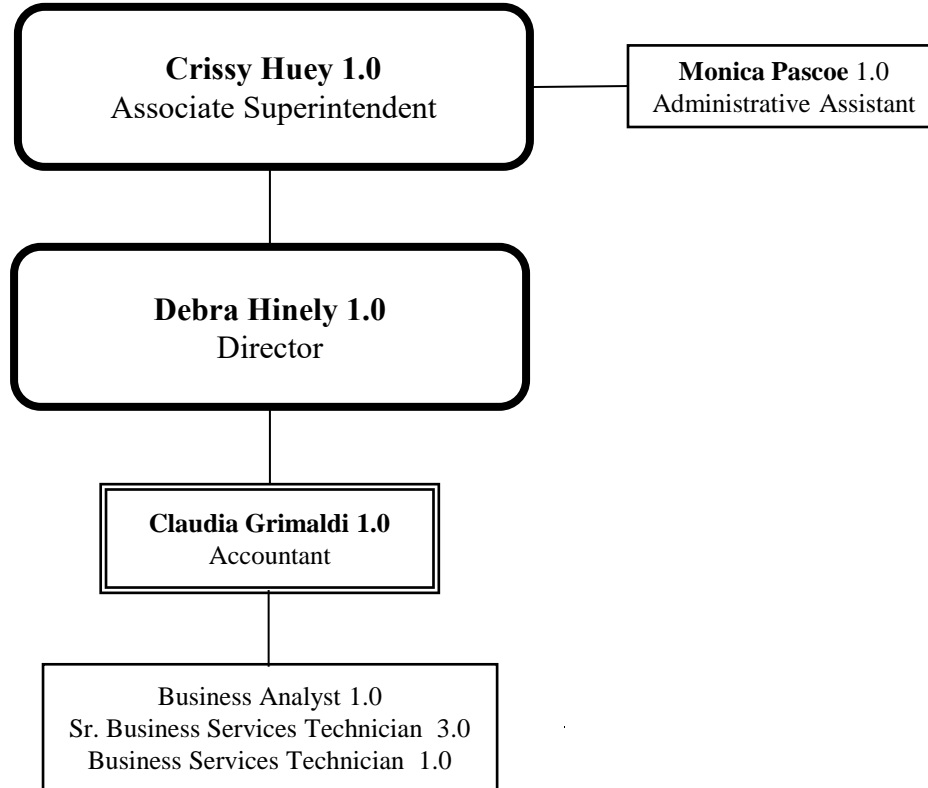 Crissy Huey 1.0
Associate Superintendent
Monica Pascoe 1.0
Administrative Assistant
Debra Hinely 1.0
Director
Claudia Grimaldi 1.0
Accountant
Business Analyst 1.0
Sr. Business Services Technician 3.0
Business Services Technician 1.0